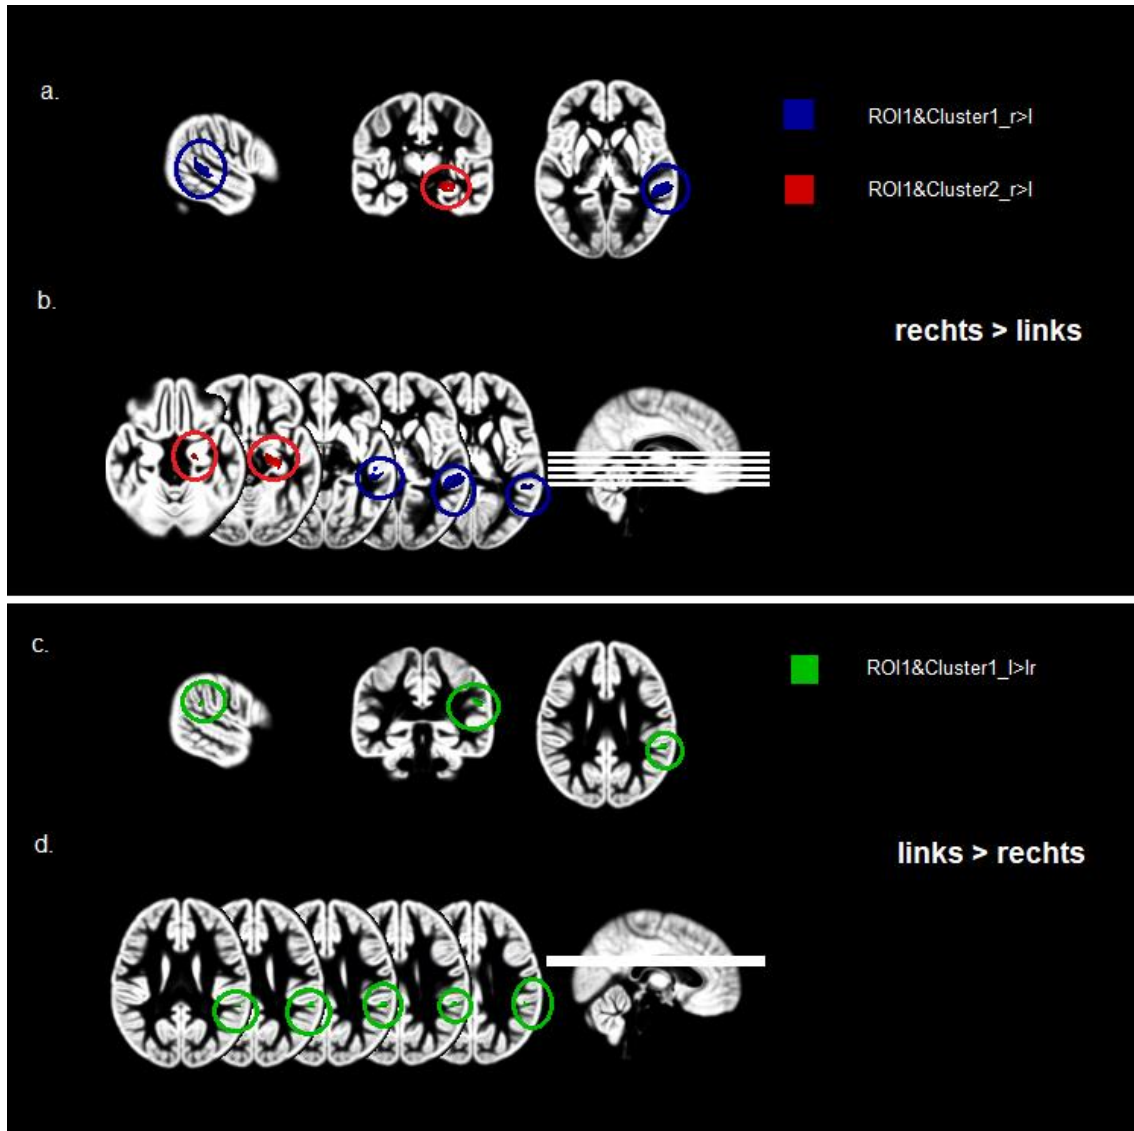 a.
ROI1&Cluster1_r>l
ROI1&Cluster2_r>l
b.
rechts > links
c.
ROI1&Cluster1_l>lr
d.
links > rechts